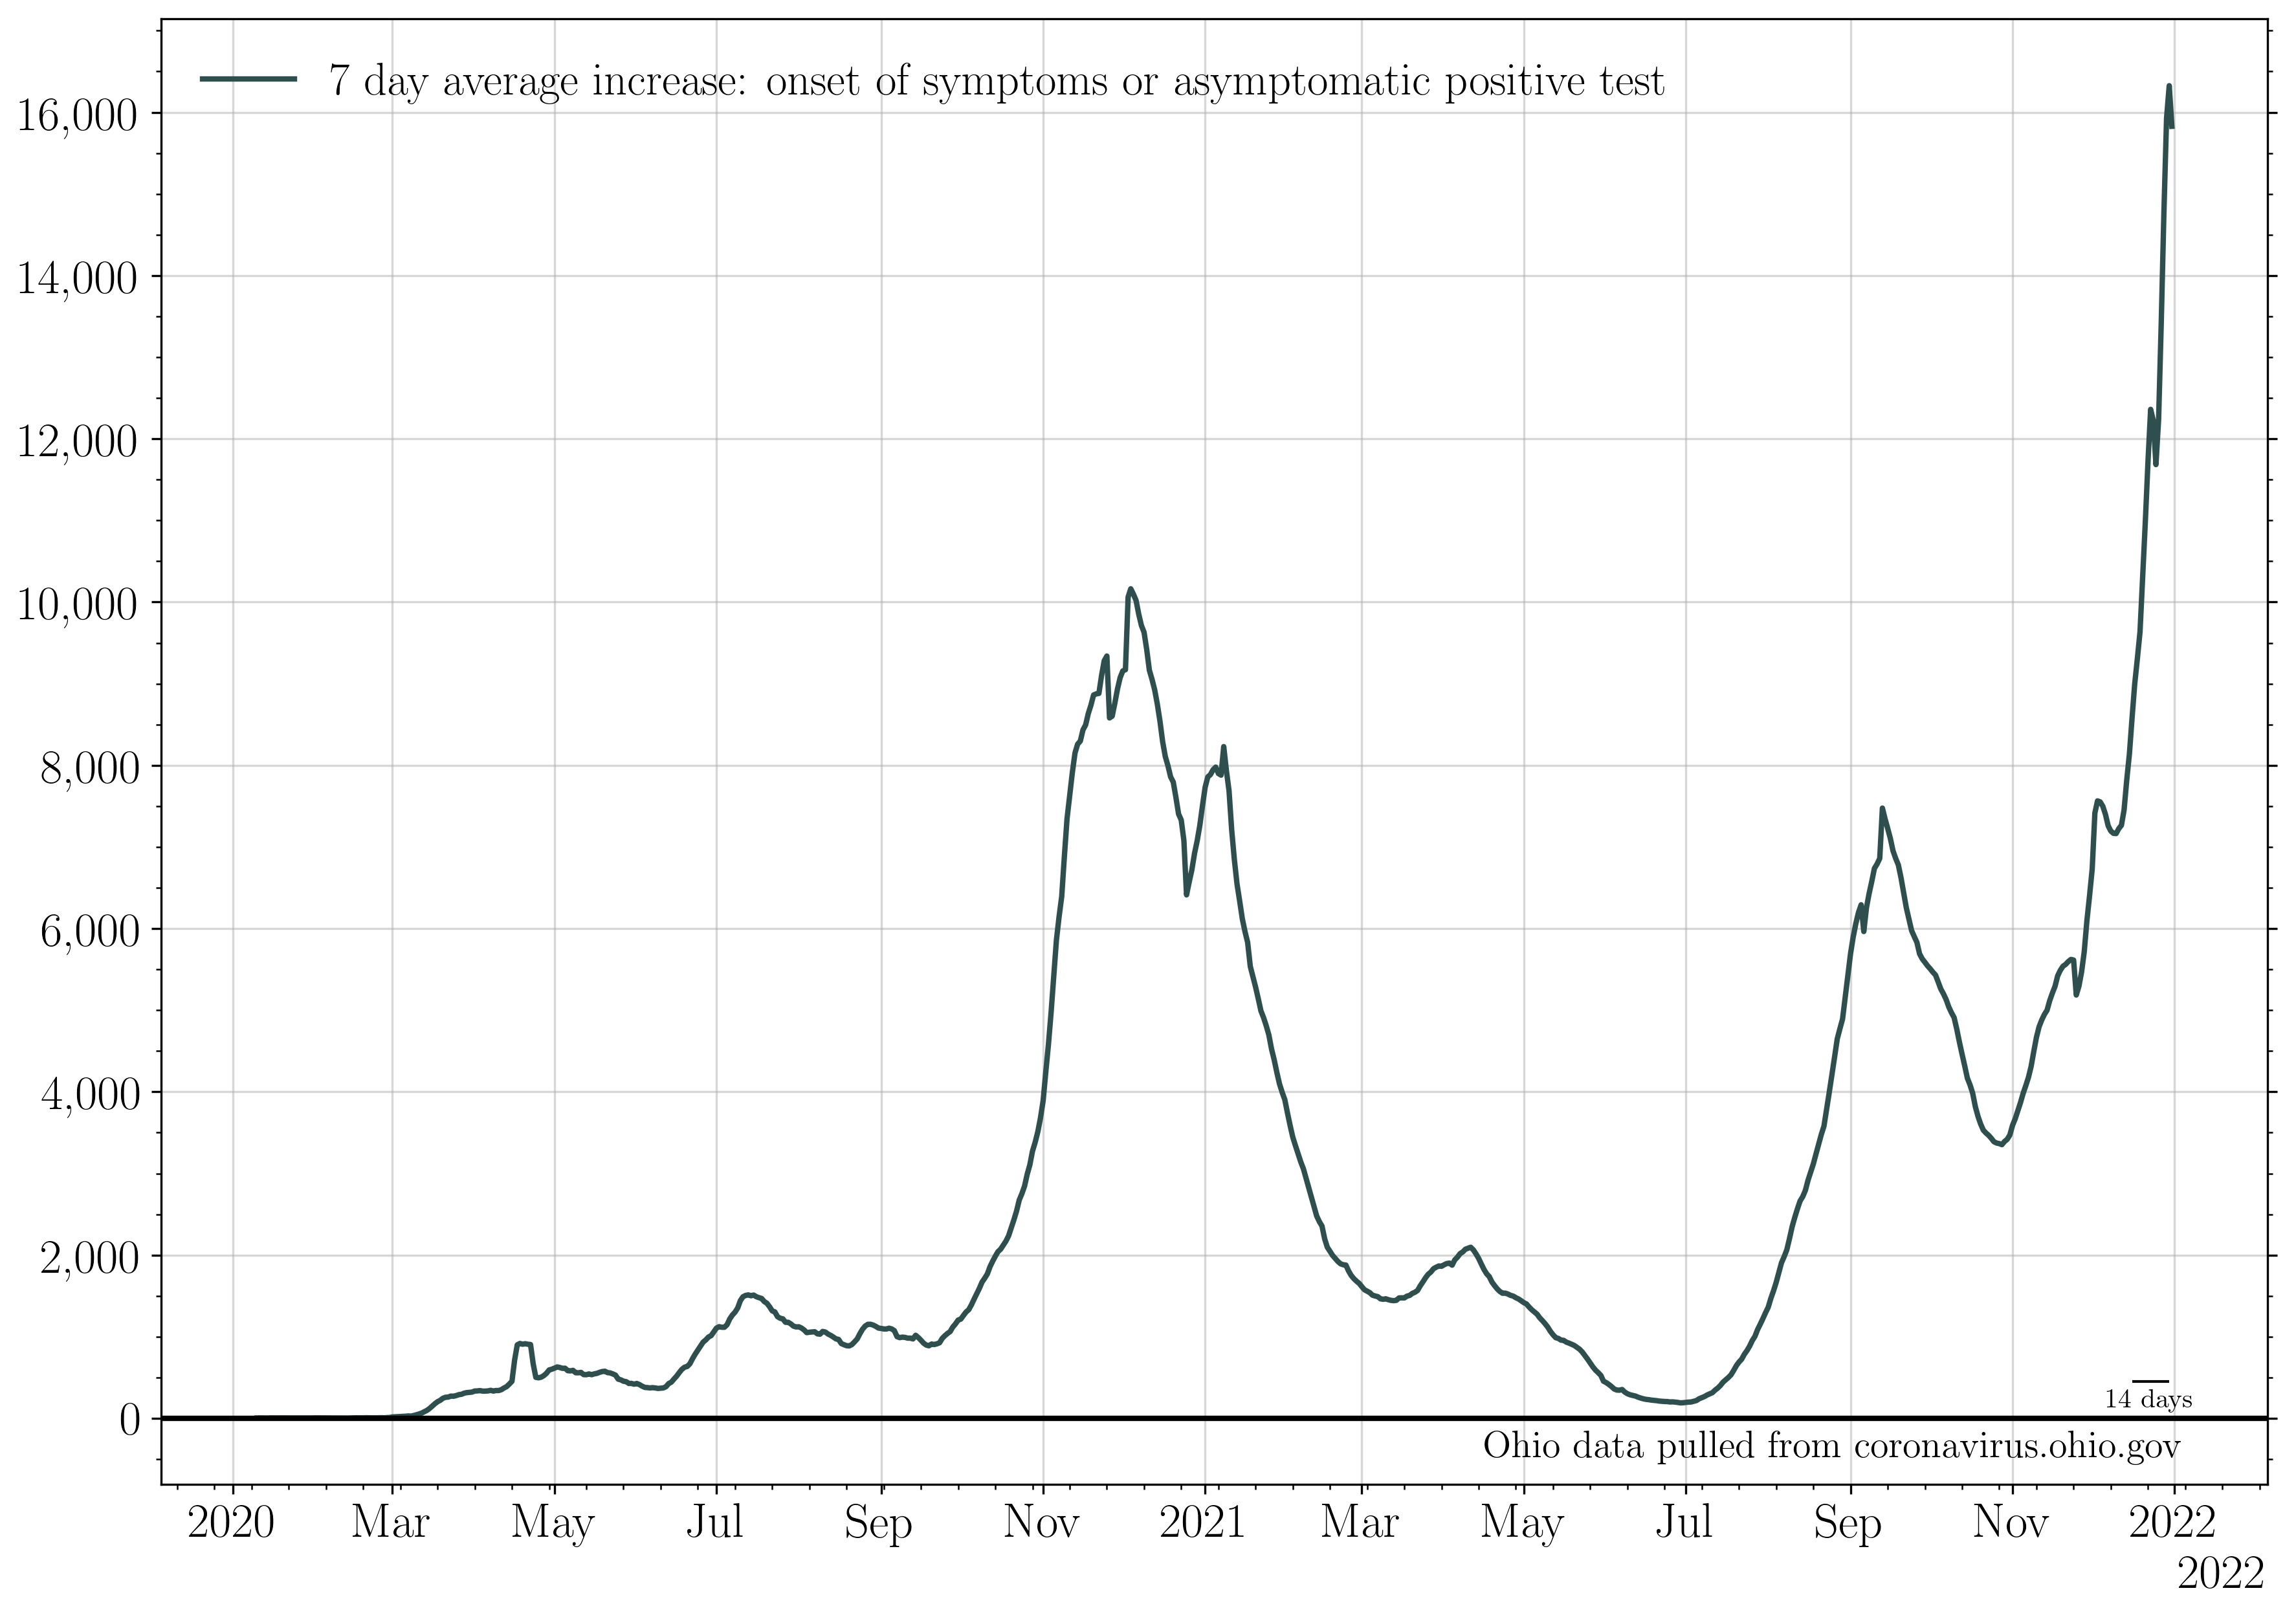 7 day average increase: onset of symptoms or asymptomatic positive test
16,000
14,000
12,000
10,000
8,000
6,000
4,000
2,000
0
14 days
Ohio data pulled from coronavirus.ohio.gov
2020 Mar May Jul Sep Nov 2021 Mar May Jul Sep Nov 2022
2022